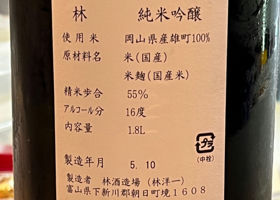 林　純米吟醸
使用米　岡山県産雄町100%
原材料名　米(国産)
米麹(国産米)
精米歩合　55%
アルコール分　16度
内容量　1.8L
プラ
(中栓)
製造年月　5. 10
製造者　林酒造場 (林洋一)
富山県下新川郡朝日町境1608